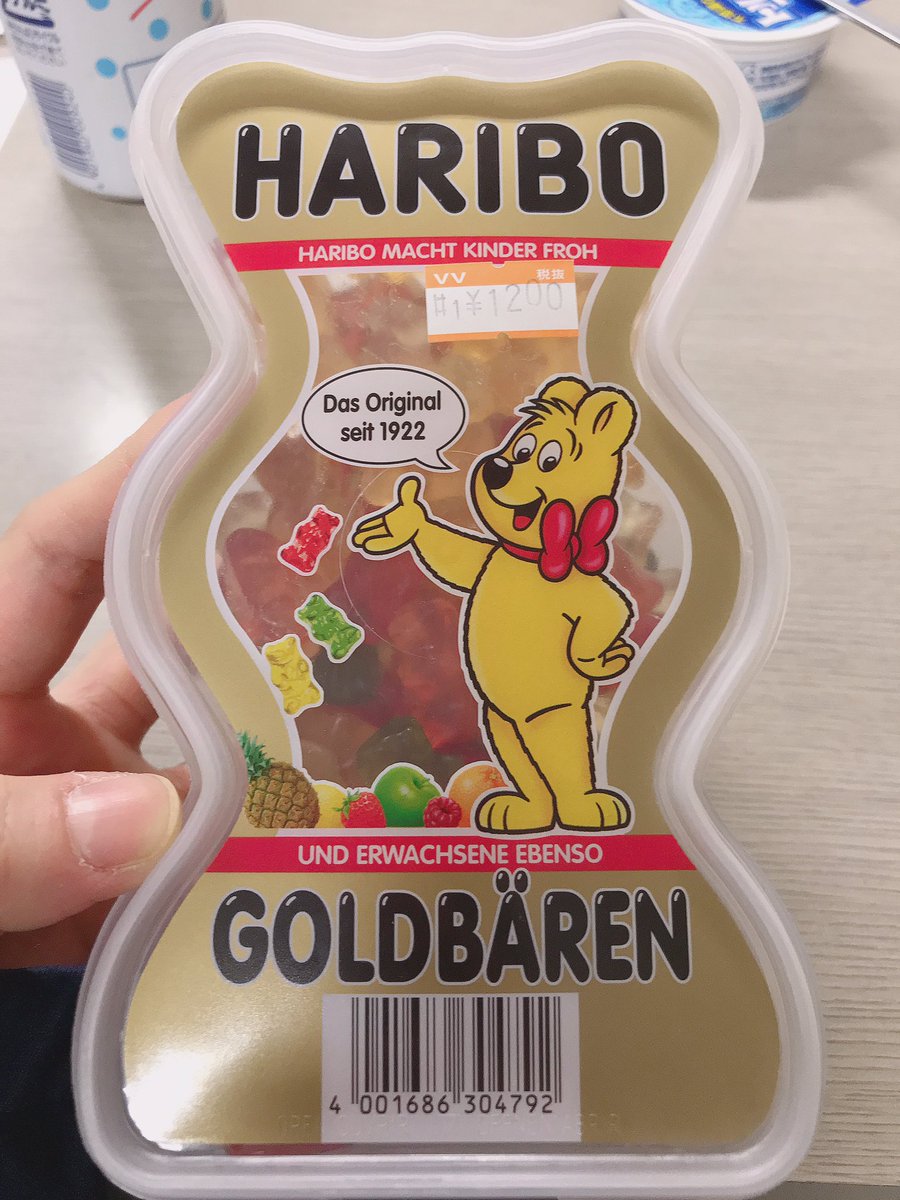 HARIBO
HARIBO MACHT KINDER FROH
VV 税抜
#1¥1200
Das Original
seit 1922
UND ERWACHSENE EBENSO
GOLDBÄREN
4 001686 304792